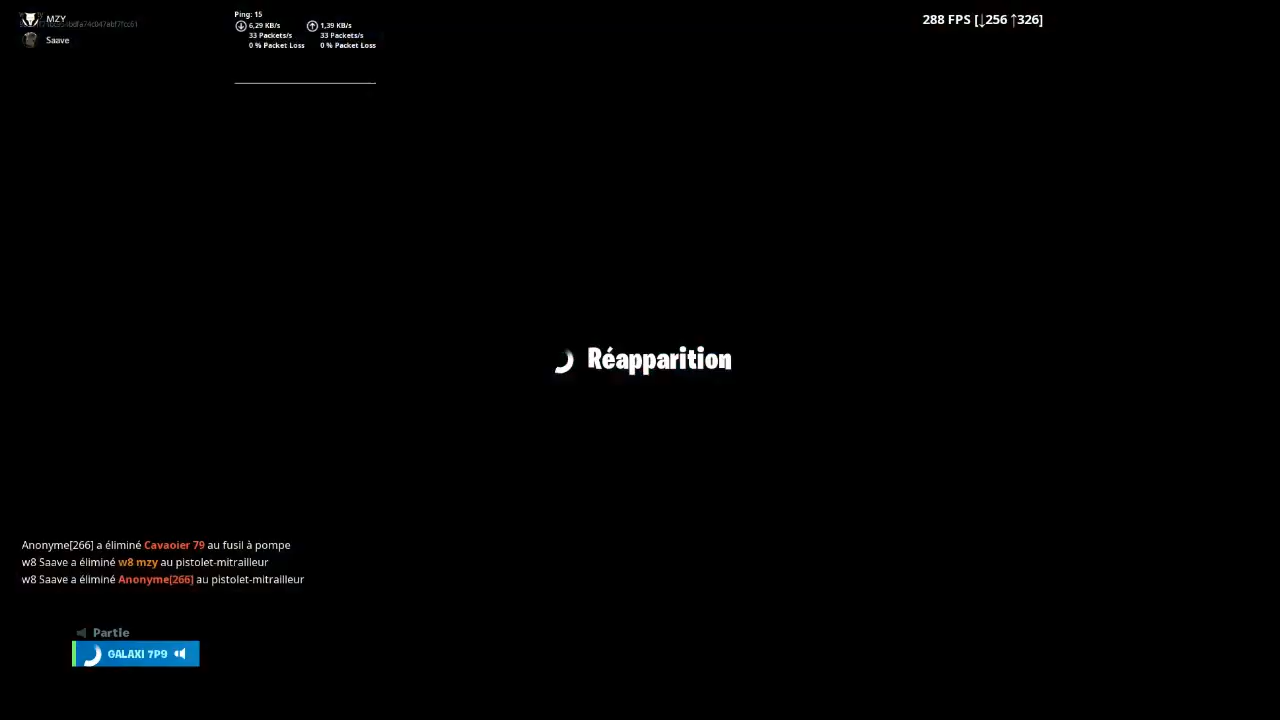 MZY
Saave
Ping: 15
6,29 KB/s 1,39 KB/s
33 Packets/s 33 Packets/s
0 % Packet Loss 0 % Packet Loss
288 FPS [↓256 ↑326]
Réapparition
Anonyme[266] a éliminé Cavaoier 79 au fusil à pompe
w8 Saave a éliminé w8 mzy au pistolet-mitrailleur
w8 Saave a éliminé Anonyme[266] au pistolet-mitrailleur
Partie
GALAXI 7P9